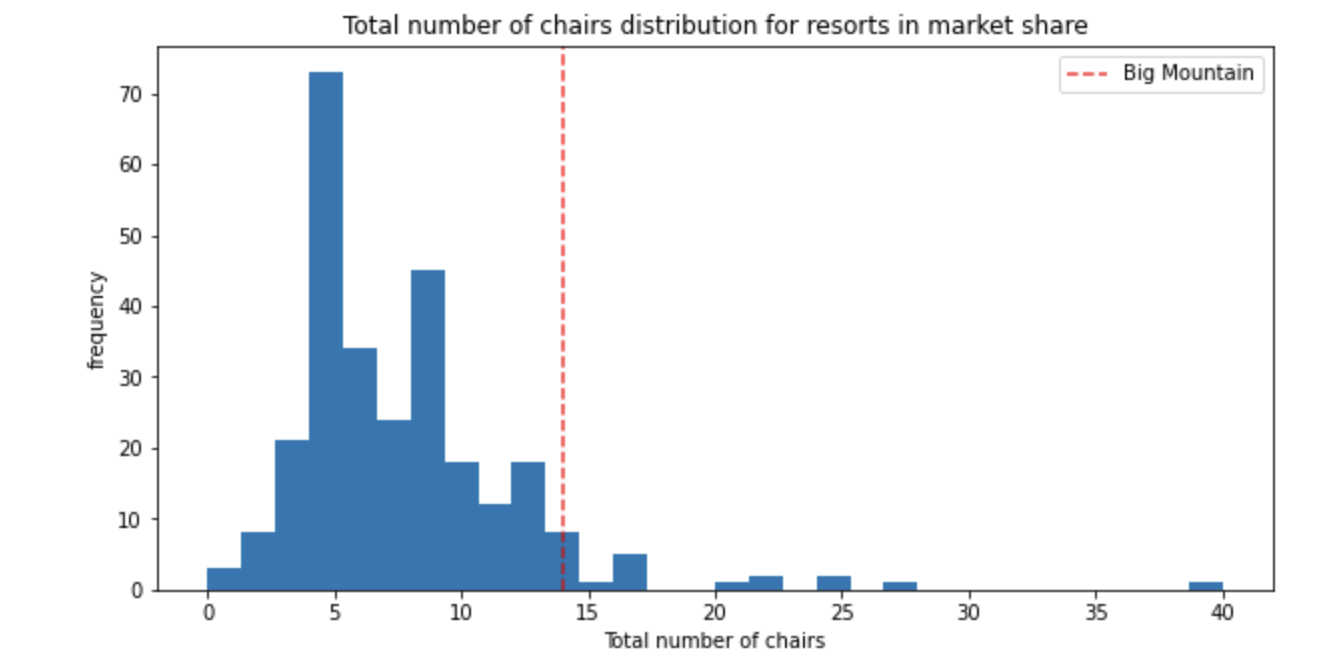 Total number of chairs distribution for resorts in market share
Big Mountain
70
60
50
40
30
20
10
0
frequency
0 5 10 15 20 25 30 35 40
Total number of chairs